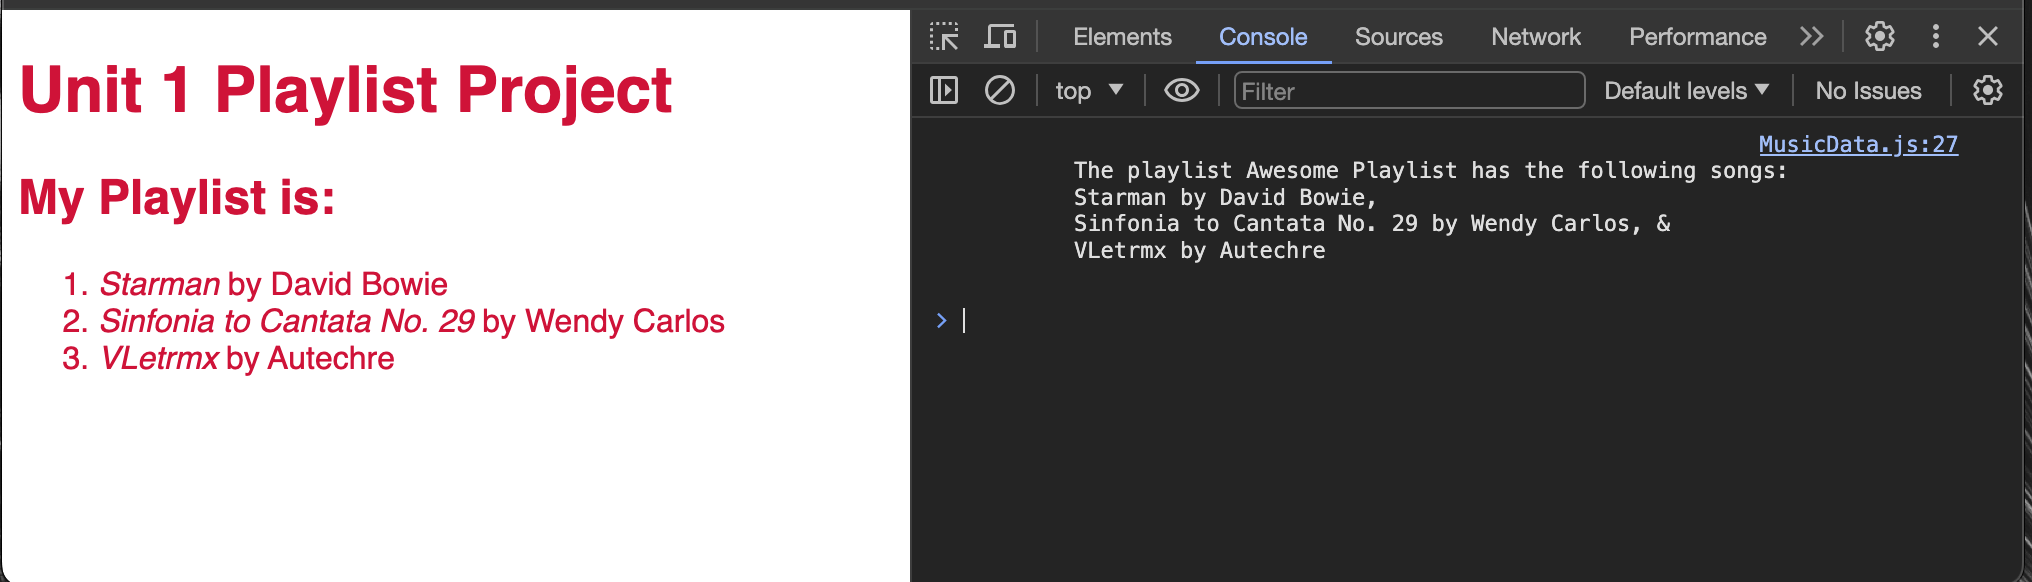 Unit 1 Playlist Project
My Playlist is:
1. Starman by David Bowie
2. Sinfonia to Cantata No. 29 by Wendy Carlos
3. VLetrmx by Autechre
Elements Console Sources Network Performance
top Filter Default levels No Issues
MusicData.js:27
The playlist Awesome Playlist has the following songs:
Starman by David Bowie,
Sinfonia to Cantata No. 29 by Wendy Carlos, &
VLetrmx by Autechre